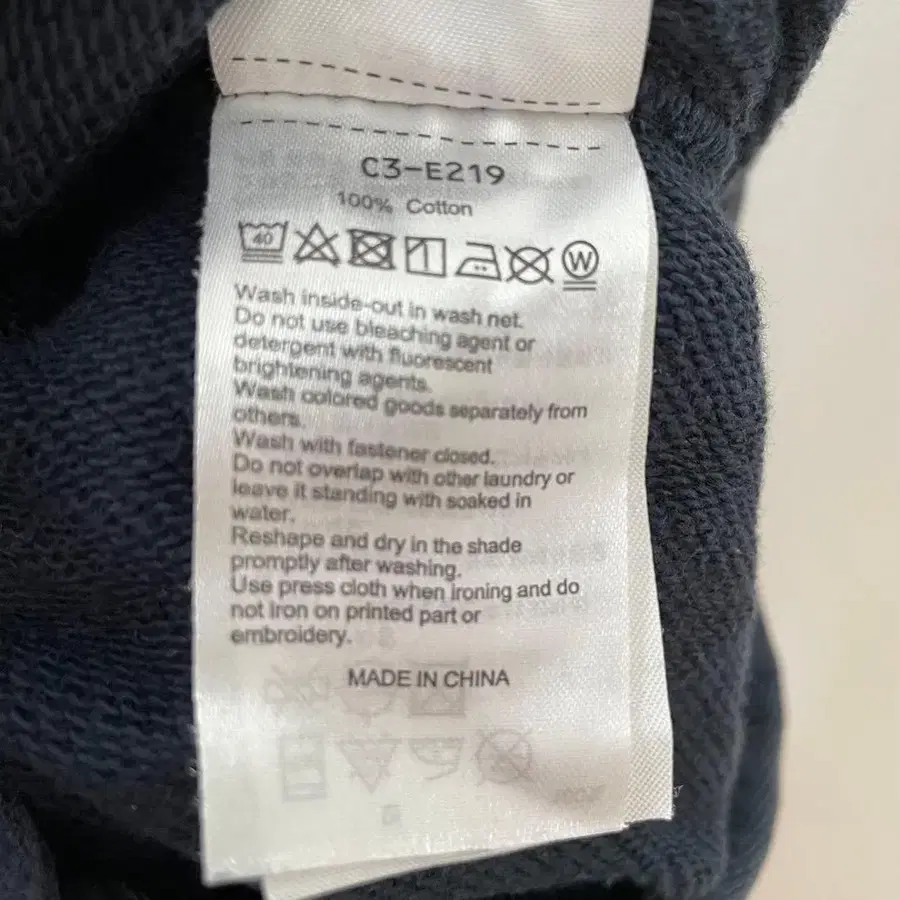 C3-E219
100% Cotton
40 W
Wash inside-out in wash net.
Do not use bleaching agent or
detergent with fluorescent
brightening agents.
Wash colored goods separately from
others.
Wash with fastener closed.
Do not overlap with other laundry or
leave it standing with soaked in
water.
Reshape and dry in the shade
promptly after washing.
Use press cloth when ironing and do
not iron on printed part or
embroidery.
MADE IN CHINA